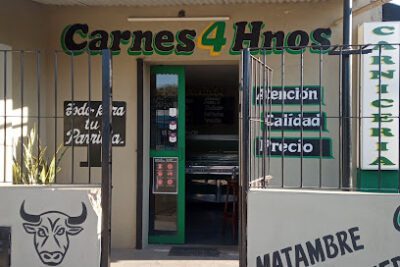 Carnes 4 Hnos
Todo para
tu
Parrilla
Atención
Calidad
Precio
CARNICERIA
MATAMBRE